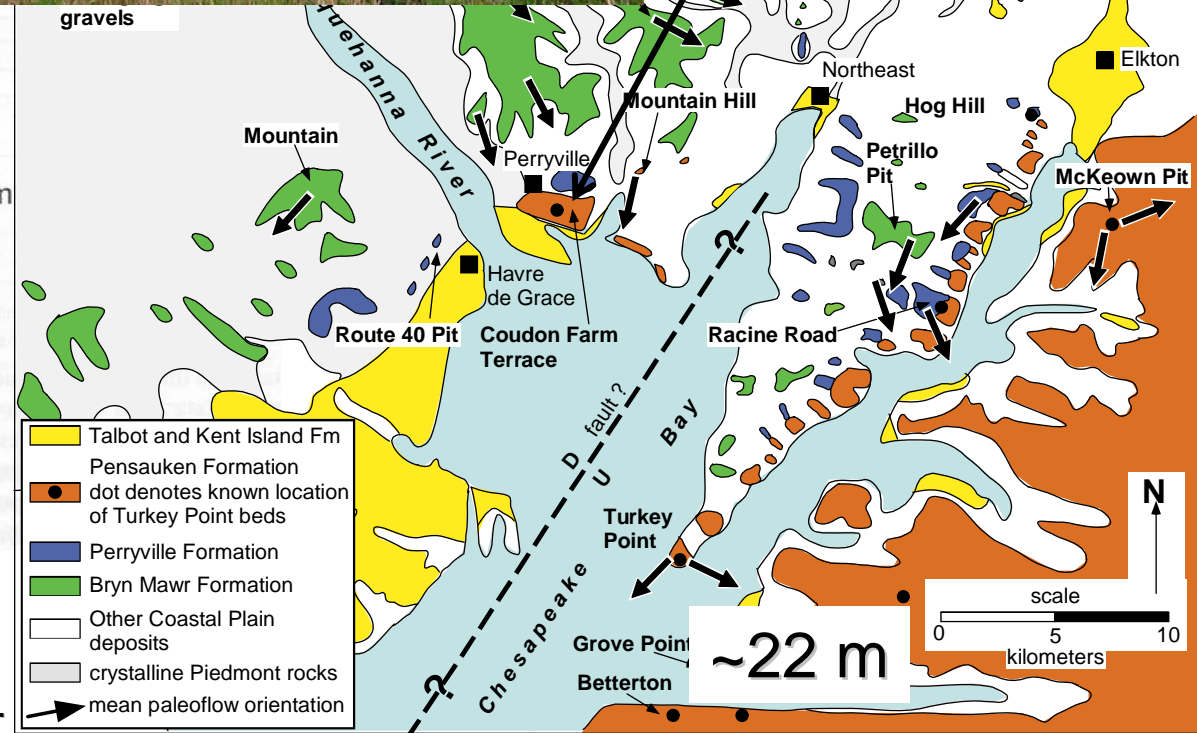 gravels
uehanna River
Mountain
Perryville
Mountain Hill
Northeast
Hog Hill
Elkton
Petrillo
Pit
McKeown Pit
n
?
Havre
de Grace
Route 40 Pit
Coudon Farm
Terrace
Racine Road
fault ?
D
U
Chesapeake Bay
Turkey
Point
?
Grove Point
~22 m
Betterton
Talbot and Kent Island Fm
Pensauken Formation
dot denotes known location
of Turkey Point beds
Perryville Formation
Bryn Mawr Formation
Other Coastal Plain
deposits
crystalline Piedmont rocks
mean paleoflow orientation
N
scale
0 5 10
kilometers